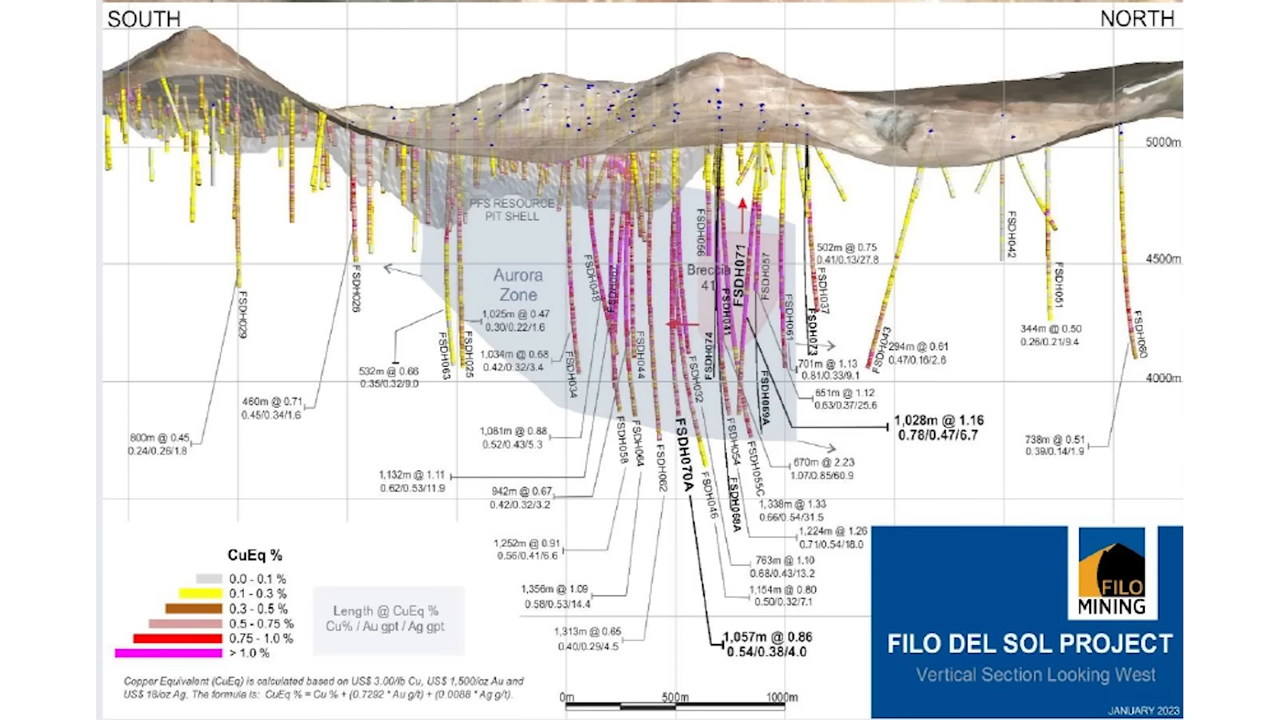 SOUTH
NORTH
5000m
4500m
4000m
PFS RESOURCE
PIT SHELL
Aurora
Zone
Breccia
41
FSDH029
FSDH026
FSDH063
FSDH025
FSDH034
FSDH048
FSDH044
FSDH058
FSDH064
FSDH062
FSDH070A
FSDH032
FSDH046
FSDH066
FSDH074
FSDH041
FSDH071
FSDH057
FSDH054
FSDH068A
FSDH055C
FSDH069A
FSDH061
FSDH073
FSDH037
FSDH043
FSDH042
FSDH051
FSDH060
800m @ 0.45
0.24/0.26/1.8
460m @ 0.71
0.45/0.34/1.6
532m @ 0.66
0.35/0.32/9.0
1,025m @ 0.47
0.30/0.22/1.6
1,034m @ 0.68
0.42/0.32/3.4
1,081m @ 0.88
0.52/0.43/5.3
1,132m @ 1.11
0.62/0.53/11.9
942m @ 0.67
0.42/0.32/3.2
1,252m @ 0.91
0.56/0.41/6.6
1,356m @ 1.09
0.58/0.53/14.4
1,313m @ 0.65
0.40/0.29/4.5
1,057m @ 0.86
0.54/0.38/4.0
1,154m @ 0.80
0.50/0.32/7.1
763m @ 1.10
0.68/0.43/13.2
1,224m @ 1.26
0.71/0.54/18.0
1,338m @ 1.33
0.66/0.54/31.5
670m @ 2.23
1.07/0.85/60.9
1,028m @ 1.16
0.78/0.47/6.7
651m @ 1.12
0.63/0.37/25.6
701m @ 1.13
0.81/0.33/9.1
502m @ 0.75
0.41/0.13/27.8
294m @ 0.61
0.47/0.16/2.6
344m @ 0.50
0.26/0.21/9.4
738m @ 0.51
0.39/0.14/1.9
CuEq %
0.0 - 0.1 %
0.1 - 0.3 %
0.3 - 0.5 %
0.5 - 0.75 %
0.75 - 1.0 %
> 1.0 %
Length @ CuEq %
Cu% / Au gpt / Ag gpt
Copper Equivalent (CuEq) is calculated based on US$ 3.00/lb Cu, US$ 1,500/oz Au and
US$ 18/oz Ag. The formula is: CuEq % = Cu % + (0.7292 * Au g/t) + (0.0088 * Ag g/t).
0m
500m
1000m
FILO
MINING
FILO DEL SOL PROJECT
Vertical Section Looking West
JANUARY 2023